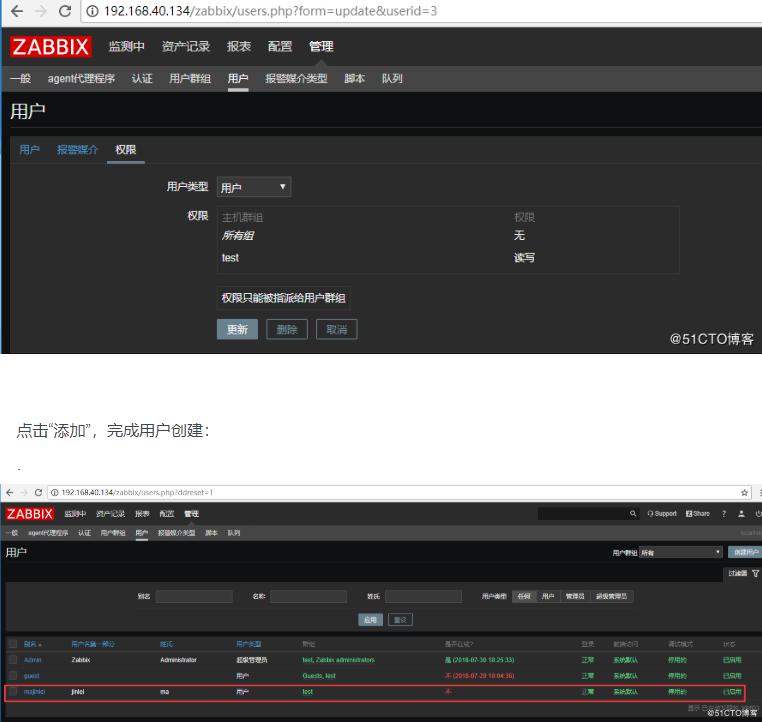 192.168.40.134/zabbix/users.php?form=update&userid=3
ZABBIX 监测中 资产记录 报表 配置 管理
一般 agent代理程序 认证 用户群组 用户 报警媒介类型 脚本 队列
用户
用户 报警媒介 权限
用户类型 用户
权限 主机群组 权限
所有组 无
test 读写
权限只能被指派给用户群组
更新 删除 取消
@51CTO博客
点击“添加”，完成用户创建：
.
192.168.40.134/zabbix/users.php?ddreset=1
ZABBIX 监测中 资产记录 报表 配置 管理 Support Share ?
一般 agent代理程序 认证 用户群组 用户 报警媒介类型 脚本 队列
用户 用户群组 所有 创建用户
过滤器
别名 名称 姓氏 用户类型 任何 用户 管理员 超级管理员
应用 重设
别名 用户名第一部分 姓氏 用户类型 群组 是否在线? 登录 前端访问 调试模式 状态
Admin Zabbix Administrator 超级管理员 test, Zabbix administrators 是 (2018-07-30 18:25:33) 正常 系统默认 停用的 已启用
guest 用户 Guests, test 不 (2018-07-29 18:04:36) 正常 系统默认 停用的 已启用
majinlei jinlei ma 用户 test 不 正常 系统默认 停用的 已启用
@51CTO博客